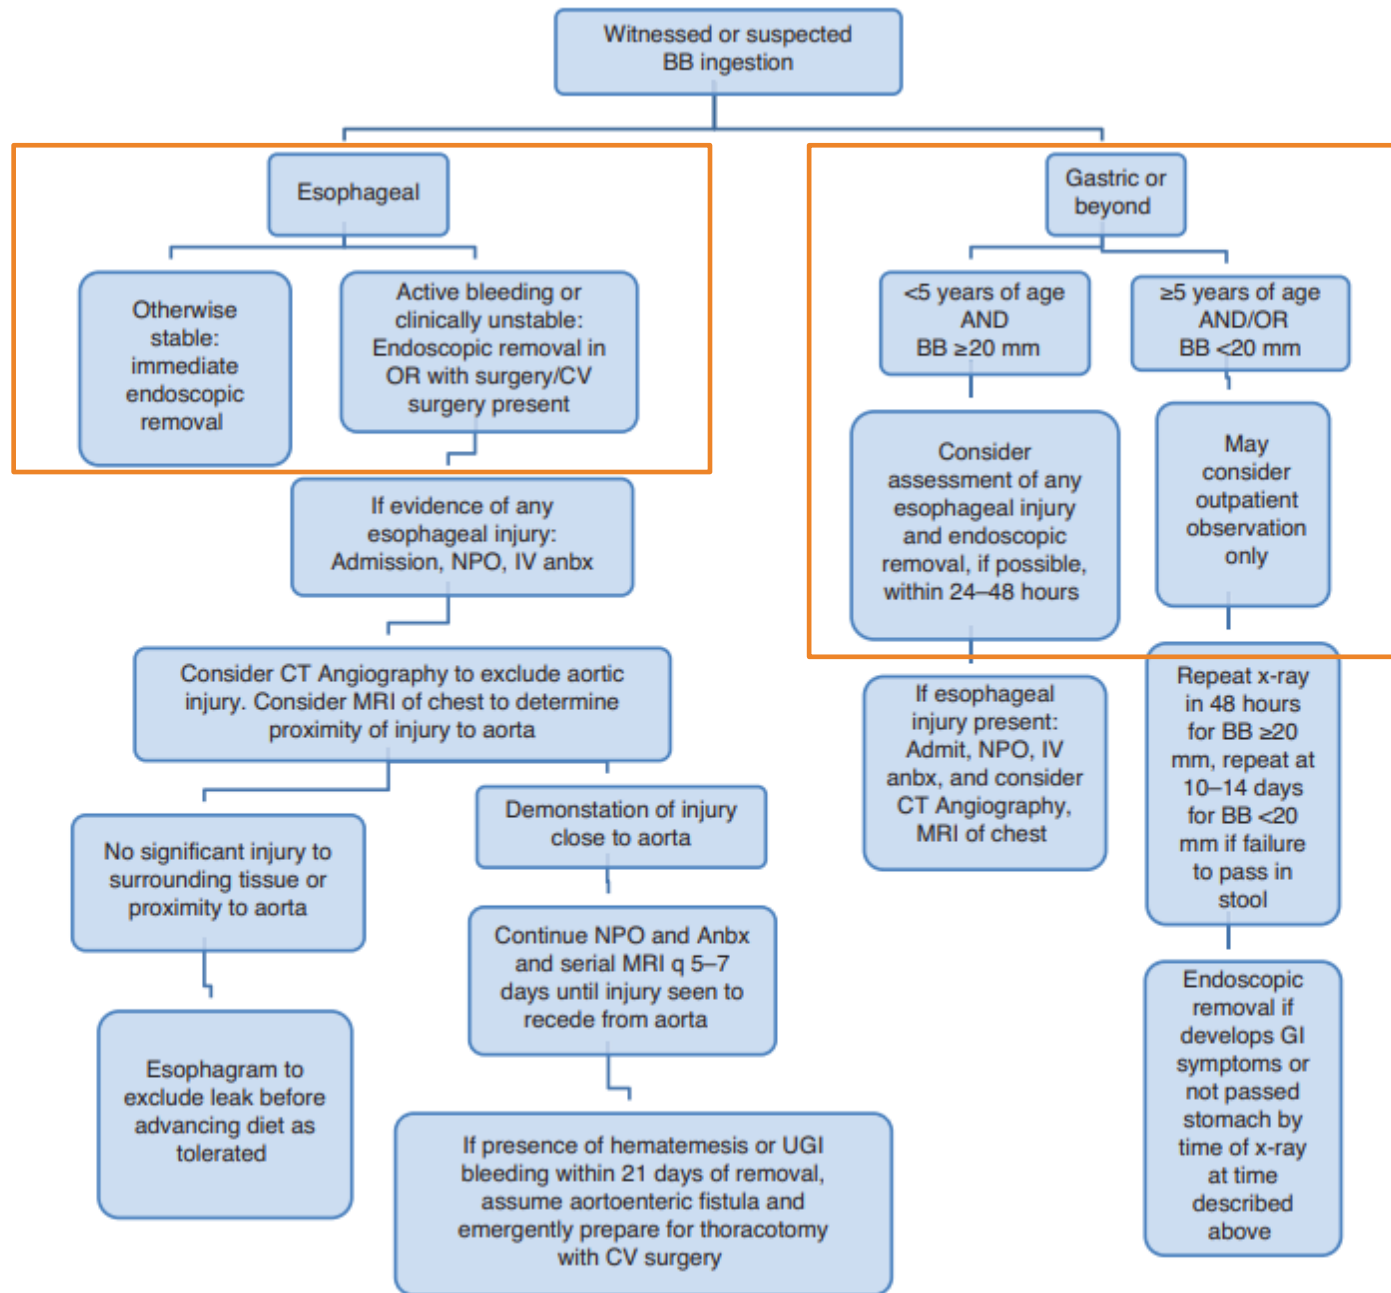 Witnessed or suspected
BB ingestion
Esophageal
Otherwise
stable:
immediate
endoscopic
removal
Active bleeding or
clinically unstable:
Endoscopic removal in
OR with surgery/CV
surgery present
If evidence of any
esophageal injury:
Admission, NPO, IV anbx
Consider CT Angiography to exclude aortic
injury. Consider MRI of chest to determine
proximity of injury to aorta
No significant injury to
surrounding tissue or
proximity to aorta
Esophagram to
exclude leak before
advancing diet as
tolerated
Demonstation of injury
close to aorta
Continue NPO and Anbx
and serial MRI q 5–7
days until injury seen to
recede from aorta
If presence of hematemesis or UGI
bleeding within 21 days of removal,
assume aortoenteric fistula and
emergently prepare for thoracotomy
with CV surgery
Gastric or
beyond
<5 years of age
AND
BB ≥20 mm
Consider
assessment of any
esophageal injury
and endoscopic
removal, if possible,
within 24–48 hours
If esophageal
injury present:
Admit, NPO, IV
anbx, and consider
CT Angiography,
MRI of chest
≥5 years of age
AND/OR
BB <20 mm
May
consider
outpatient
observation
only
Repeat x-ray
in 48 hours
for BB ≥20
mm, repeat at
10–14 days
for BB <20
mm if failure
to pass in
stool
Endoscopic
removal if
develops GI
symptoms or
not passed
stomach by
time of x-ray
at time
described
above